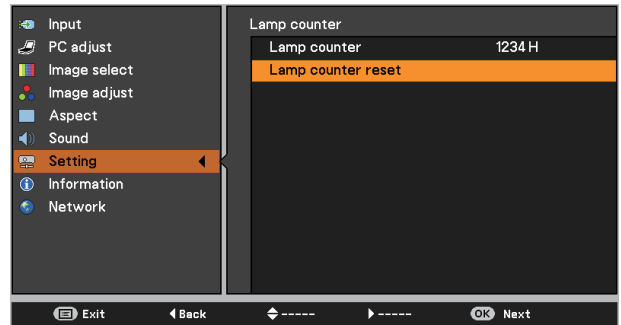 Input
PC adjust
Image select
Image adjust
Aspect
Sound
Setting
Information
Network
Lamp counter
Lamp counter 1234 H
Lamp counter reset
Exit Back ----- ----- OK Next